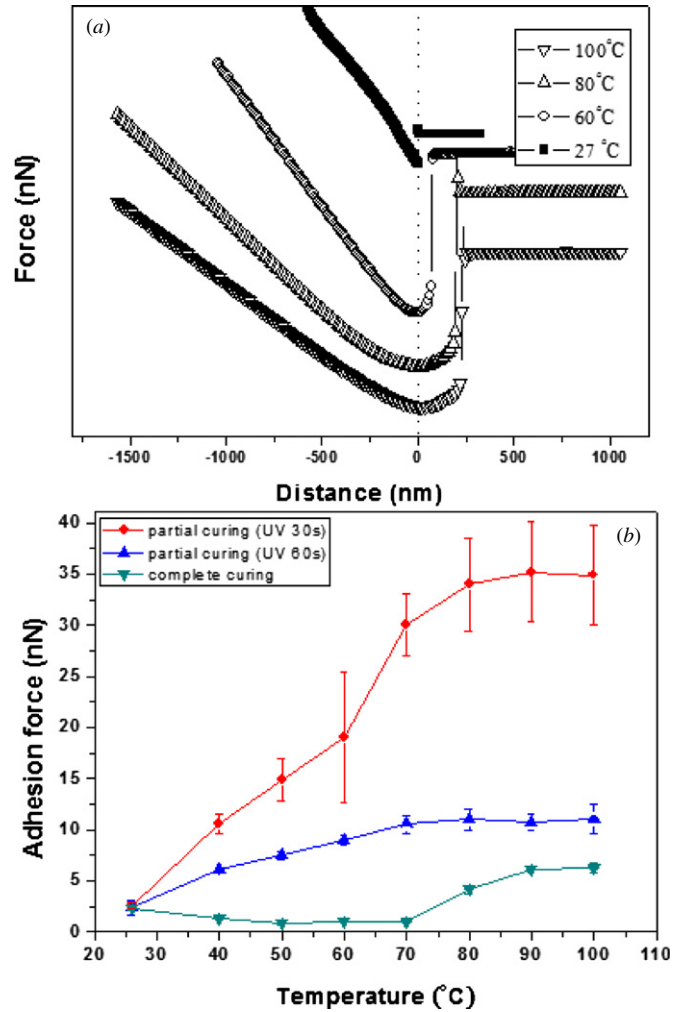 (a)
100°C
80°C
60°C
27 °C
Force (nN)
-1500 -1000 -500 0 500 1000
Distance (nm)
(b)
partial curing (UV 30s)
partial curing (UV 60s)
complete curing
40
35
30
25
20
15
10
5
0
Adhesion force (nN)
20 30 40 50 60 70 80 90 100 110
Temperature (°C)